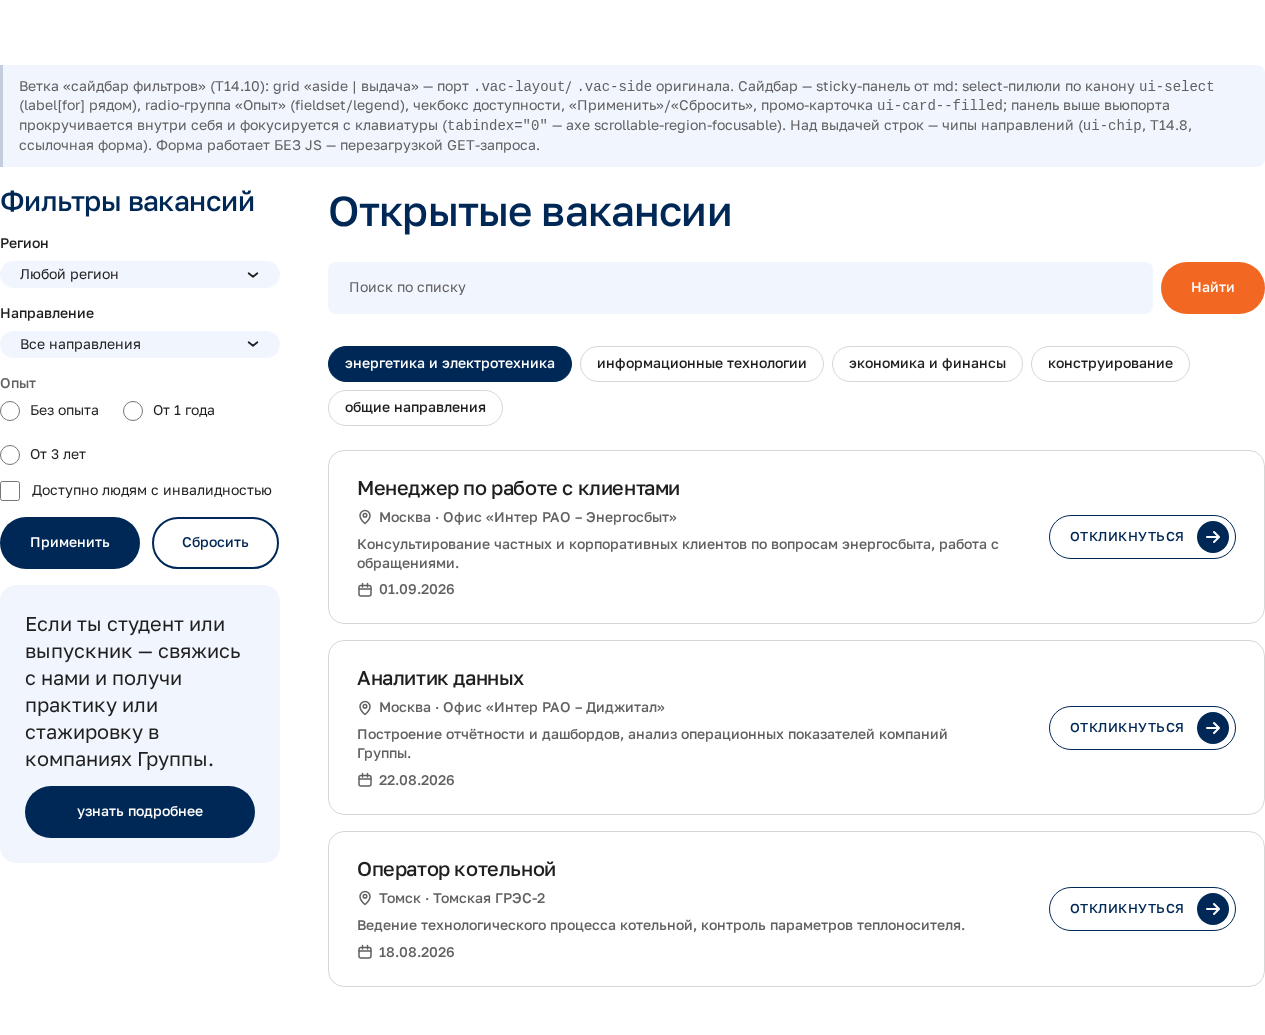 Ветка «сайдбар фильтров» (T14.10): grid «aside | выдача» — порт .vac-layout/ .vac-side оригинала. Сайдбар — sticky-панель от md: select-пилюли по канону ui-select
(label[for] рядом), radio-группа «Опыт» (fieldset/legend), чекбокс доступности, «Применить»/«Сбросить», промо-карточка ui-card--filled; панель выше вьюпорта
прокручивается внутри себя и фокусируется с клавиатуры (tabindex="0" — axe scrollable-region-focusable). Над выдачей строк — чипы направлений (ui-chip, T14.8,
ссылочная форма). Форма работает БЕЗ JS — перезагрузкой GET-запроса.
Фильтры вакансий
Регион
Любой регион
Направление
Все направления
Опыт
Без опыта
От 1 года
От 3 лет
Доступно людям с инвалидностью
Применить
Сбросить
Если ты студент или
выпускник — свяжись
с нами и получи
практику или
стажировку в
компаниях Группы.
узнать подробнее
Открытые вакансии
Поиск по списку
Найти
энергетика и электротехника
информационные технологии
экономика и финансы
конструирование
общие направления
Менеджер по работе с клиентами
Москва · Офис «Интер РАО – Энергосбыт»
Консультирование частных и корпоративных клиентов по вопросам энергосбыта, работа с
обращениями.
01.09.2026
ОТКЛИКНУТЬСЯ
Аналитик данных
Москва · Офис «Интер РАО – Диджитал»
Построение отчётности и дашбордов, анализ операционных показателей компаний
Группы.
22.08.2026
ОТКЛИКНУТЬСЯ
Оператор котельной
Томск · Томская ГРЭС-2
Ведение технологического процесса котельной, контроль параметров теплоносителя.
18.08.2026
ОТКЛИКНУТЬСЯ